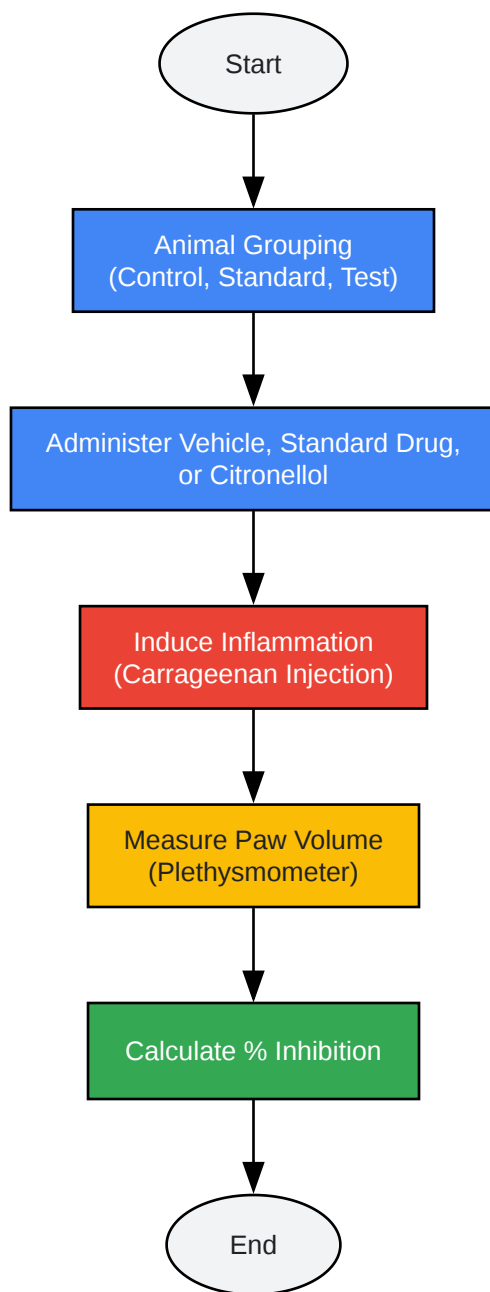 Start
Animal Grouping
(Control, Standard, Test)
Administer Vehicle, Standard Drug,
or Citronellol
Induce Inflammation
(Carrageenan Injection)
Measure Paw Volume
(Plethysmometer)
Calculate % Inhibition
End